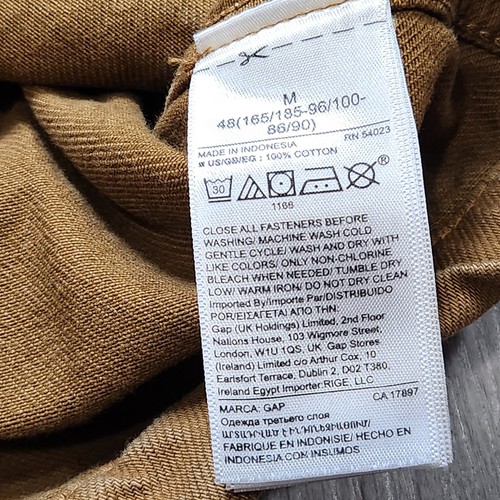 M
48(165/185-96/100-
86/90)
MADE IN INDONESIA RN 54023
US/GB/EG : 100% COTTON
30
1166
CLOSE ALL FASTENERS BEFORE
WASHING/ MACHINE WASH COLD
GENTLE CYCLE/ WASH AND DRY WITH
LIKE COLORS/ ONLY NON-CHLORINE
BLEACH WHEN NEEDED/ TUMBLE DRY
LOW/ WARM IRON/ DO NOT DRY CLEAN
Imported By/Importe Par/DISTRIBUIDO
POR/ΕΙΣΑΓΕΤΑΙ ΑΠΟ ΤΗΝ:
Gap (UK Holdings) Limited, 2nd Floor
Nations House, 103 Wigmore Street,
London, W1U 1QS, UK. Gap Stores
(Ireland) Limited c/o Arthur Cox, 10
Earlsfort Terrace, Dublin 2, D02 T380,
Ireland Egypt Importer:RIGE, LLC
MARCA: GAP CA 17897
Одежда третьего слоя
FABRIQUE EN INDONESIE/ HECHO EN
INDONESIA CON INSUMOS